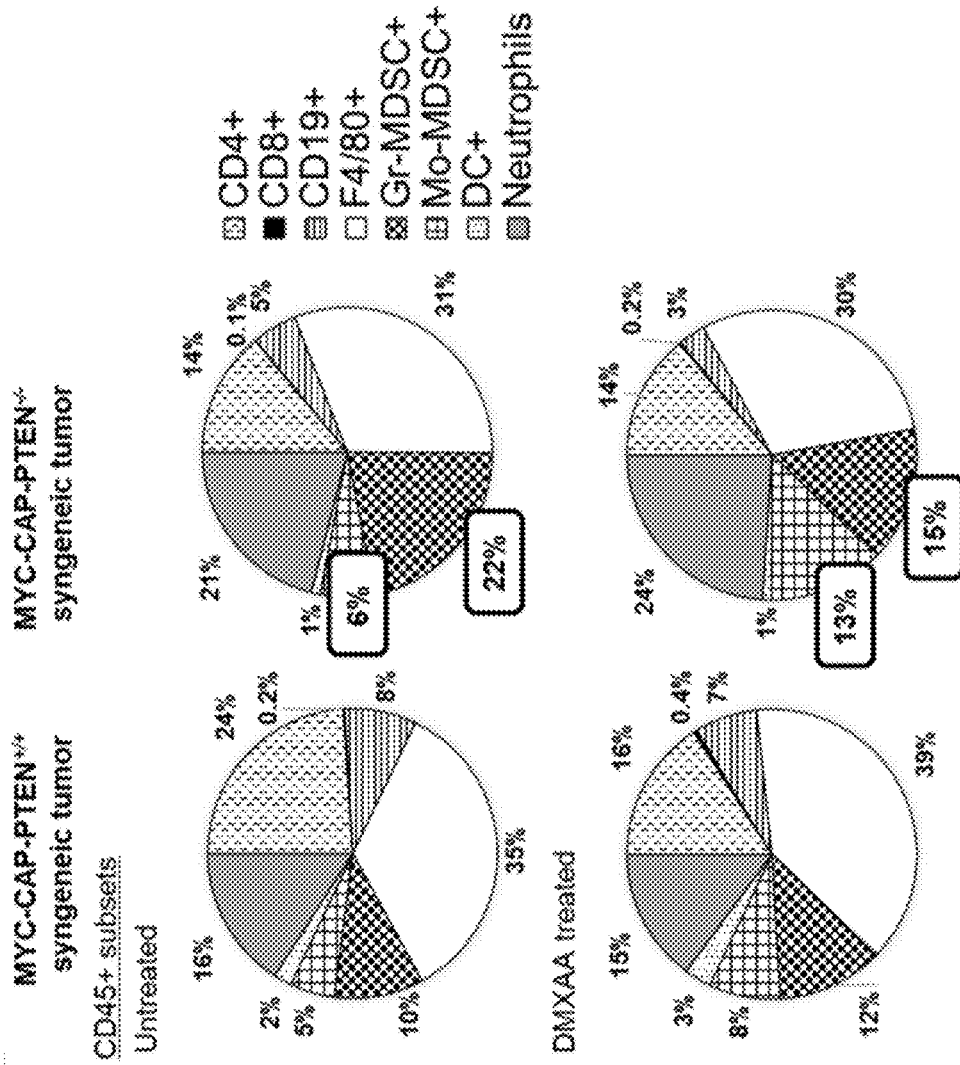 MYC-CAP-PTEN+/+
syngeneic tumor
MYC-CAP-PTEN-/-
syngeneic tumor
CD45+ subsets
Untreated
24%
0.2%
8%
35%
10%
5%
2%
16%
14%
0.1%
5%
31%
22%
6%
1%
21%
CD4+
CD8+
CD19+
F4/80+
Gr-MDSC+
Mo-MDSC+
DC+
Neutrophils
DMXAA treated
16%
0.4%
7%
39%
12%
8%
3%
15%
14%
0.2%
3%
30%
15%
13%
1%
24%